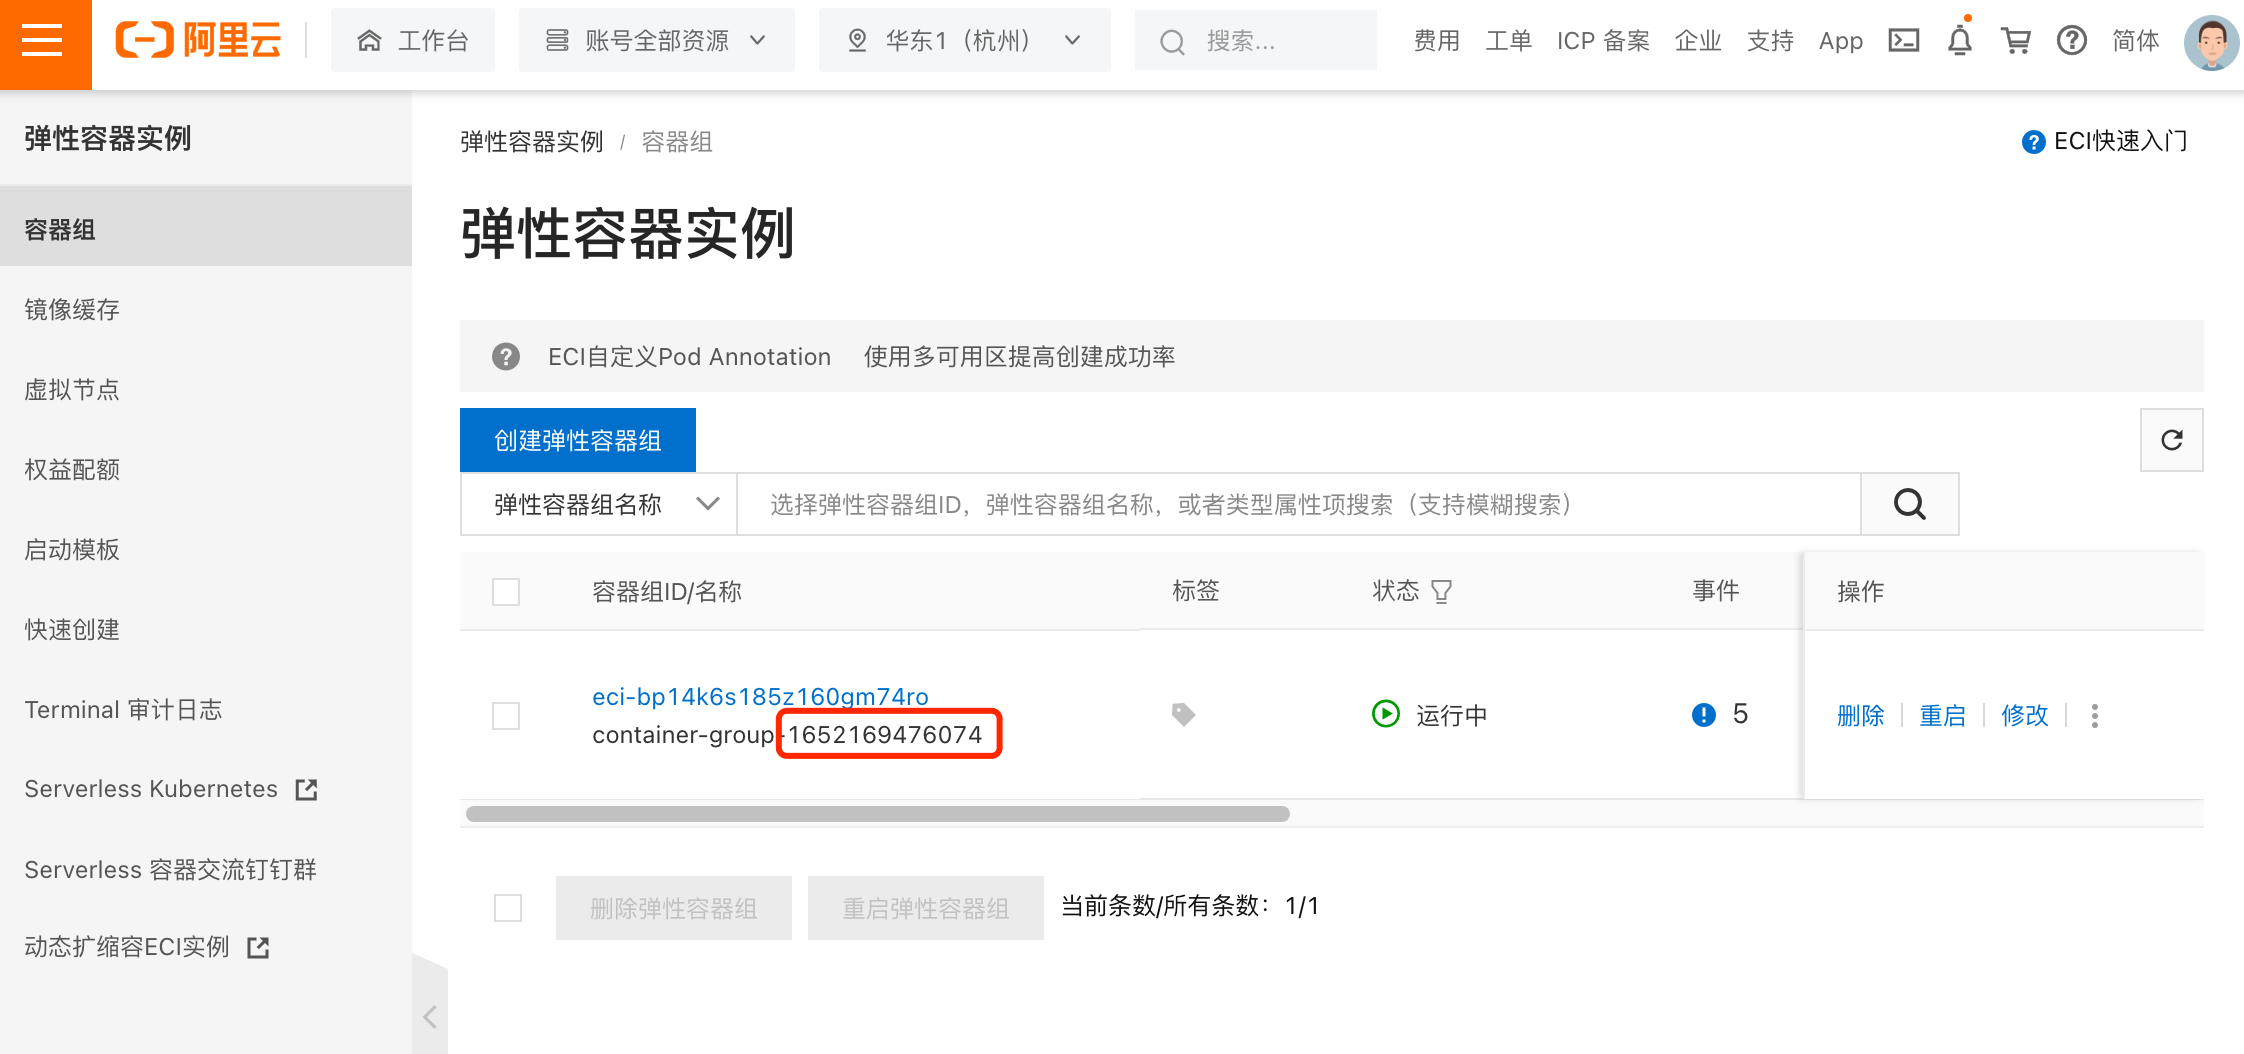 阿里云
工作台
账号全部资源
华东1（杭州）
搜索...
费用
工单
ICP 备案
企业
支持
App
简体
弹性容器实例
容器组
镜像缓存
虚拟节点
权益配额
启动模板
快速创建
Terminal 审计日志
Serverless Kubernetes
Serverless 容器交流钉钉群
动态扩缩容ECI实例
弹性容器实例 / 容器组
ECI快速入门
弹性容器实例
ECI自定义Pod Annotation 使用多可用区提高创建成功率
创建弹性容器组
弹性容器组名称
选择弹性容器组ID，弹性容器组名称，或者类型属性项搜索（支持模糊搜索）
容器组ID/名称 标签 状态 事件 操作
eci-bp14k6s185z160gm74ro
container-group-1652169476074
运行中
5
删除 重启 修改
删除弹性容器组
重启弹性容器组
当前条数/所有条数：1/1